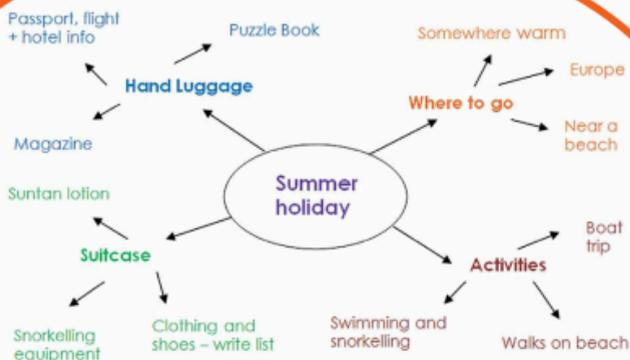 Passport, flight
+ hotel info
Puzzle Book
Hand Luggage
Magazine
Somewhere warm
Europe
Where to go
Near a
beach
Summer
holiday
Suntan lotion
Suitcase
Snorkelling
equipment
Clothing and
shoes – write list
Boat
trip
Activities
Swimming and
snorkelling
Walks on beach